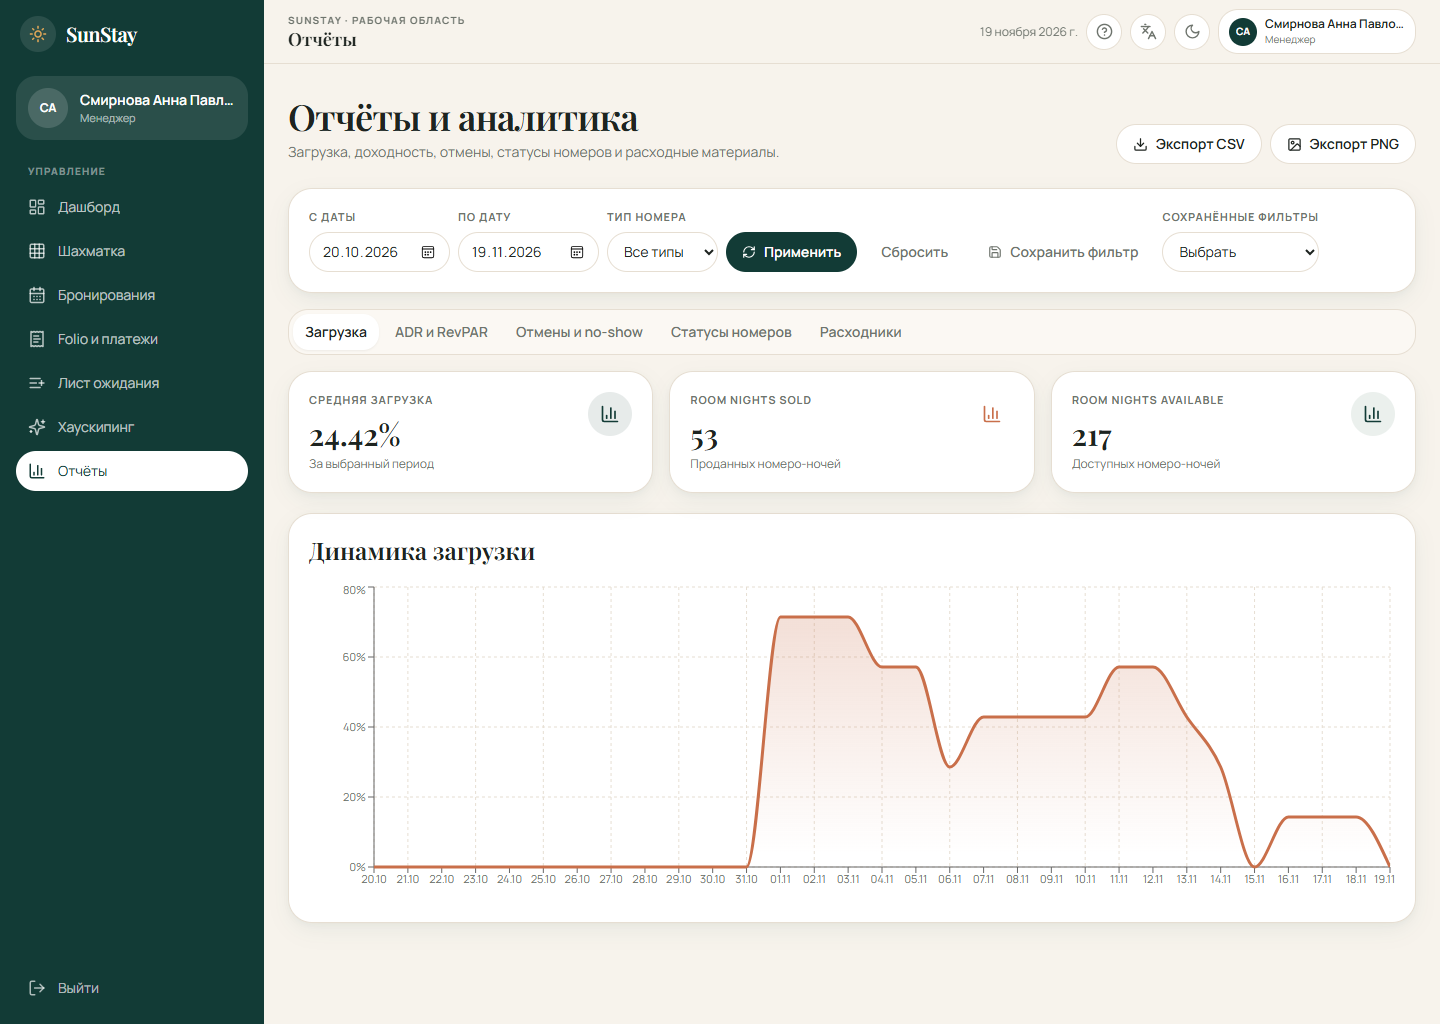 SunStay
СА
Смирнова Анна Павл...
Менеджер
УПРАВЛЕНИЕ
Дашборд
Шахматка
Бронирования
Folio и платежи
Лист ожидания
Хаускипинг
Отчёты
Выйти
SUNSTAY · РАБОЧАЯ ОБЛАСТЬ
Отчёты
19 ноября 2026 г.
СА
Смирнова Анна Павло...
Менеджер
Отчёты и аналитика
Загрузка, доходность, отмены, статусы номеров и расходные материалы.
Экспорт CSV
Экспорт PNG
С ДАТЫ
ПО ДАТУ
ТИП НОМЕРА
СОХРАНЁННЫЕ ФИЛЬТРЫ
20.10.2026
19.11.2026
Все типы
Применить
Сбросить
Сохранить фильтр
Выбрать
Загрузка
ADR и RevPAR
Отмены и no-show
Статусы номеров
Расходники
СРЕДНЯЯ ЗАГРУЗКА
24.42%
За выбранный период
ROOM NIGHTS SOLD
53
Проданных номеро-ночей
ROOM NIGHTS AVAILABLE
217
Доступных номеро-ночей
Динамика загрузки
80%
60%
40%
20%
0%
20.10 21.10 22.10 23.10 24.10 25.10 26.10 27.10 28.10 29.10 30.10 31.10 01.11 02.11 03.11 04.11 05.11 06.11 07.11 08.11 09.11 10.11 11.11 12.11 13.11 14.11 15.11 16.11 17.11 18.11 19.11